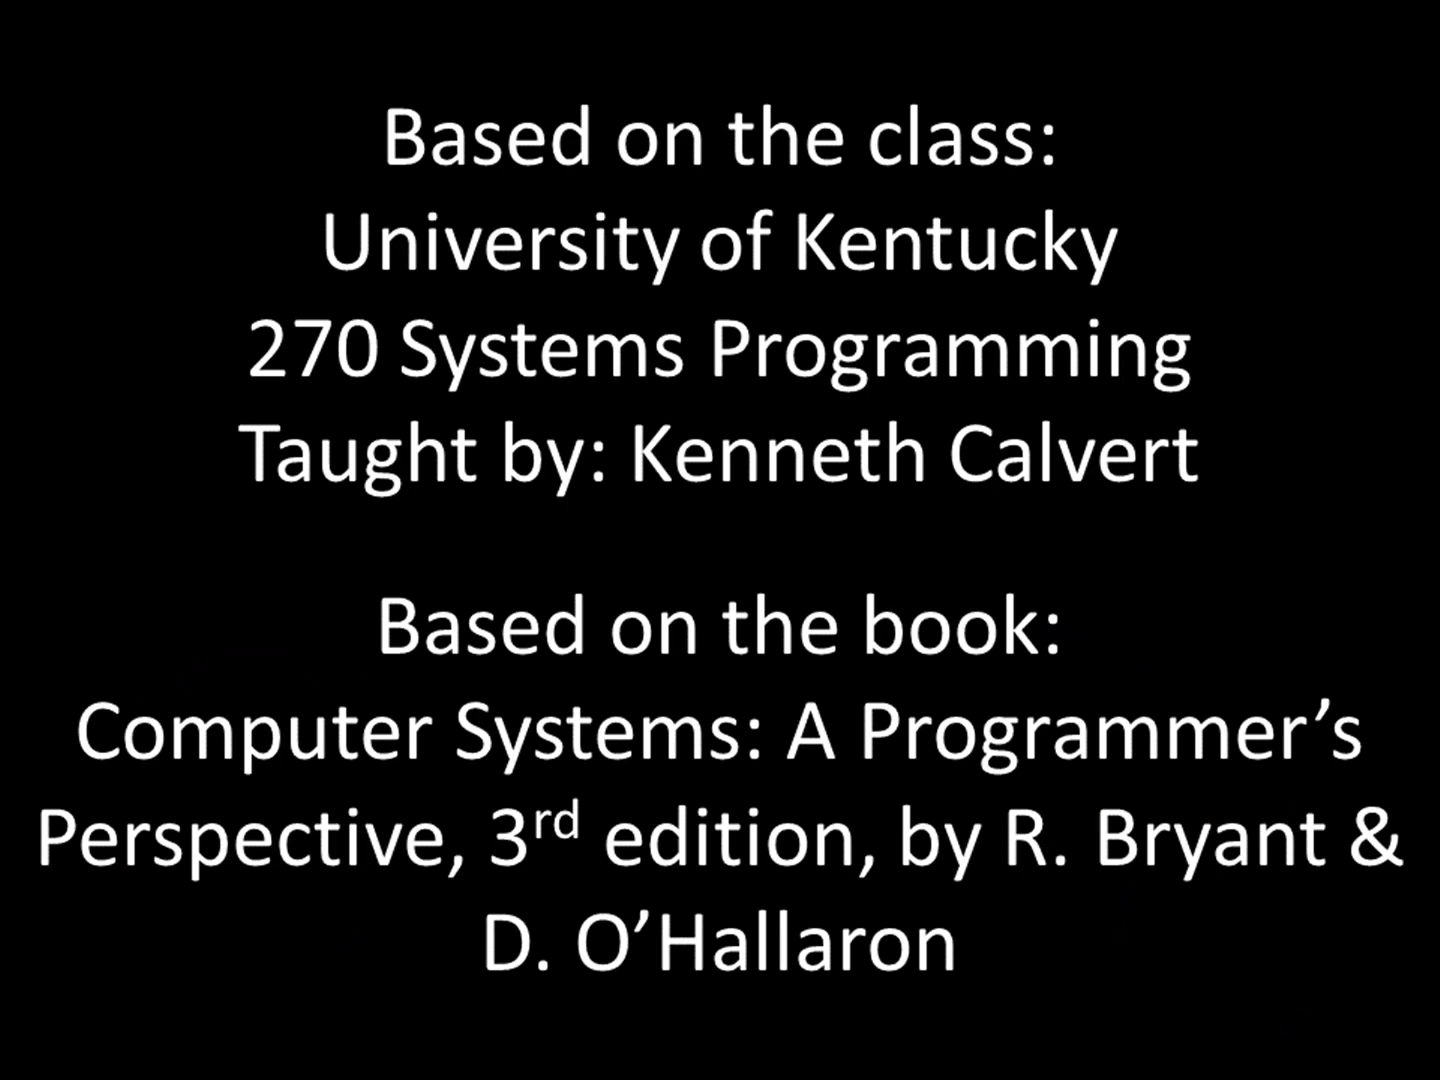 Based on the class:
University of Kentucky
270 Systems Programming
Taught by: Kenneth Calvert
Based on the book:
Computer Systems: A Programmer’s
Perspective, 3rd edition, by R. Bryant &
D. O’Hallaron